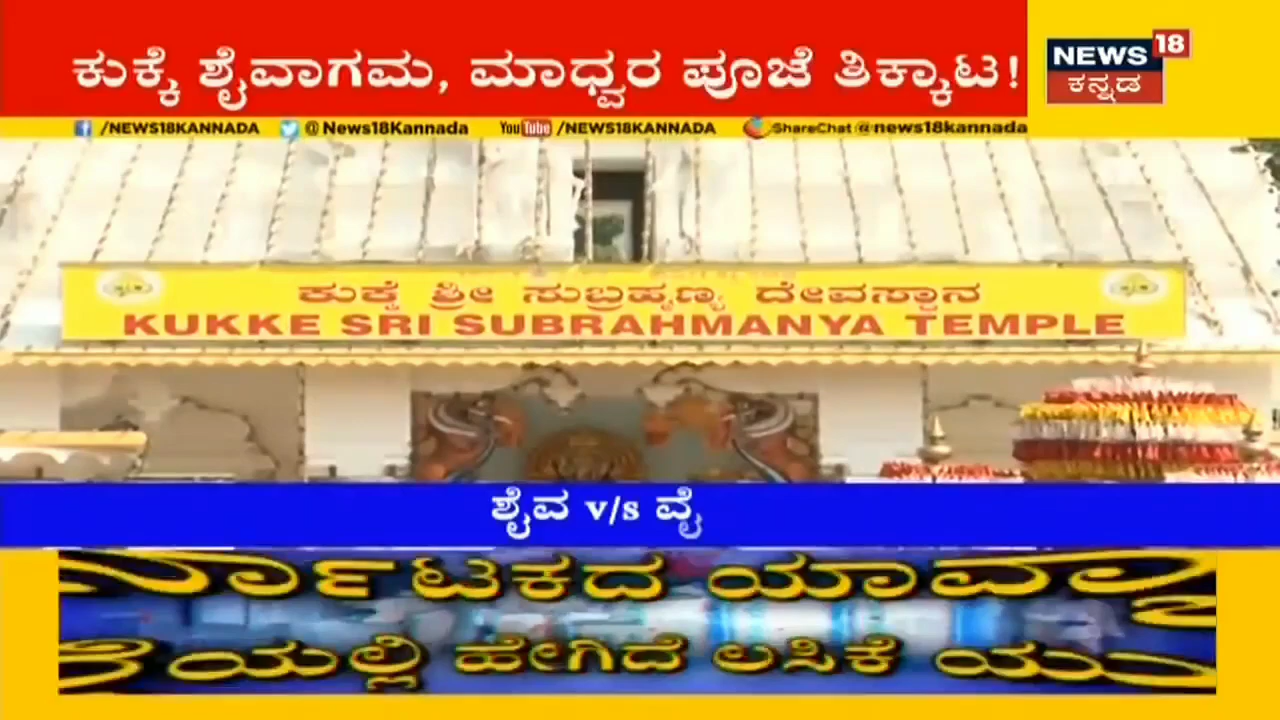 ಕುಕ್ಕೆ ಶೈವಾಗಮ, ಮಾಧ್ವರ ಪೂಜೆ ತಿಕ್ಕಾಟ!
NEWS 18
ಕನ್ನಡ
/NEWS18KANNADA @News18Kannada YouTube /NEWS18KANNADA ShareChat @news18kannada
ಕುಕ್ಕೆ ಶ್ರೀ ಸುಬ್ರಹ್ಮಣ್ಯ ದೇವಸ್ಥಾನ
KUKKE SRI SUBRAHMANYA TEMPLE
ಶೈವ v/s ವೈ
ರ್ನಾಟಕದ ಯಾವ
ಯಲ್ಲಿ ಹೇಗಿದೆ ಲಸಿಕೆ ಯು